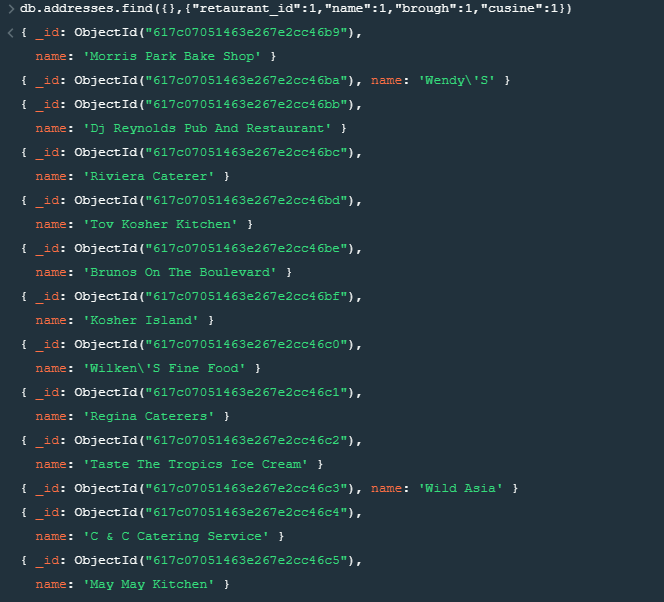 > db.addresses.find({},{"retaurant_id":1,"name":1,"brough":1,"cusine":1})
< { _id: ObjectId("617c07051463e267e2cc46b9"),
name: 'Morris Park Bake Shop' }
{ _id: ObjectId("617c07051463e267e2cc46ba"), name: 'Wendy\'S' }
{ _id: ObjectId("617c07051463e267e2cc46bb"),
name: 'Dj Reynolds Pub And Restaurant' }
{ _id: ObjectId("617c07051463e267e2cc46bc"),
name: 'Riviera Caterer' }
{ _id: ObjectId("617c07051463e267e2cc46bd"),
name: 'Tov Kosher Kitchen' }
{ _id: ObjectId("617c07051463e267e2cc46be"),
name: 'Brunos On The Boulevard' }
{ _id: ObjectId("617c07051463e267e2cc46bf"),
name: 'Kosher Island' }
{ _id: ObjectId("617c07051463e267e2cc46c0"),
name: 'Wilken\'S Fine Food' }
{ _id: ObjectId("617c07051463e267e2cc46c1"),
name: 'Regina Caterers' }
{ _id: ObjectId("617c07051463e267e2cc46c2"),
name: 'Taste The Tropics Ice Cream' }
{ _id: ObjectId("617c07051463e267e2cc46c3"), name: 'Wild Asia' }
{ _id: ObjectId("617c07051463e267e2cc46c4"),
name: 'C & C Catering Service' }
{ _id: ObjectId("617c07051463e267e2cc46c5"),
name: 'May May Kitchen' }